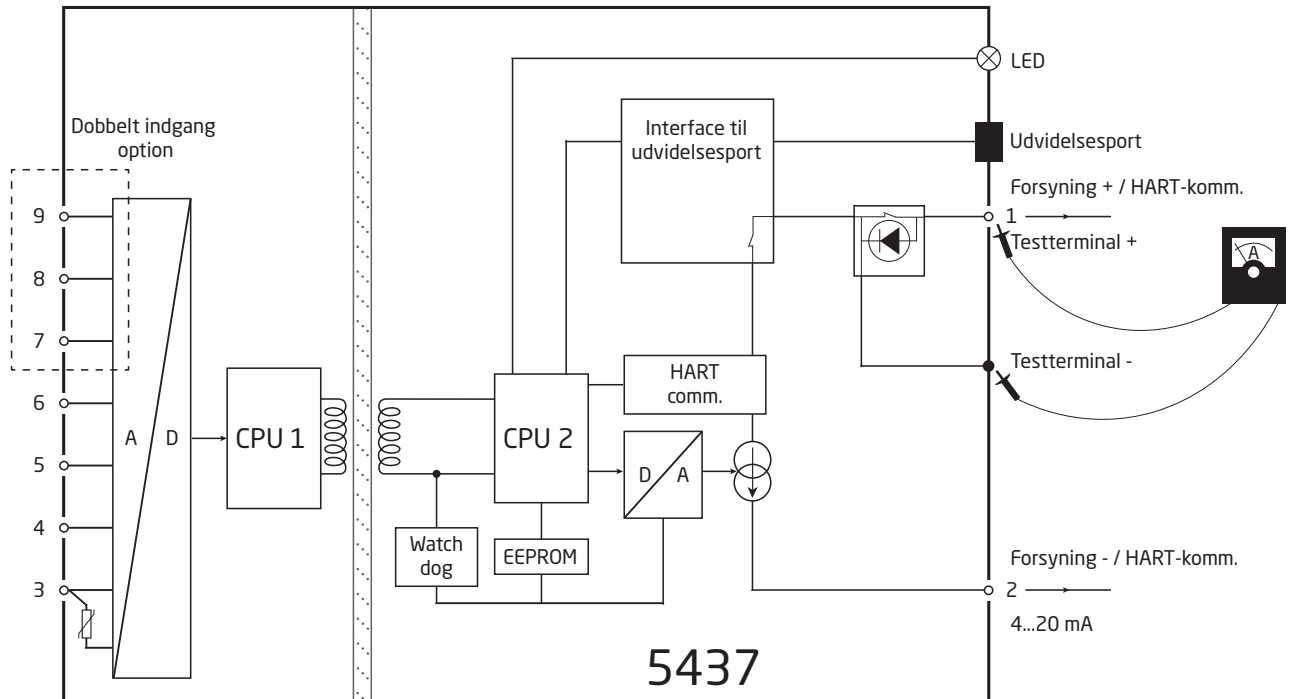 LED
Dobbelt indgang
option
Interface til
udvidelsesport
Udvidelsesport
Forsyning + / HART-komm.
9
1
Testterminal +
A
8
7
Testterminal -
HART
comm.
6
A
D
CPU 1
CPU 2
5
D
A
4
Watch
dog
EEPROM
Forsyning - / HART-komm.
3
2
4...20 mA
5437